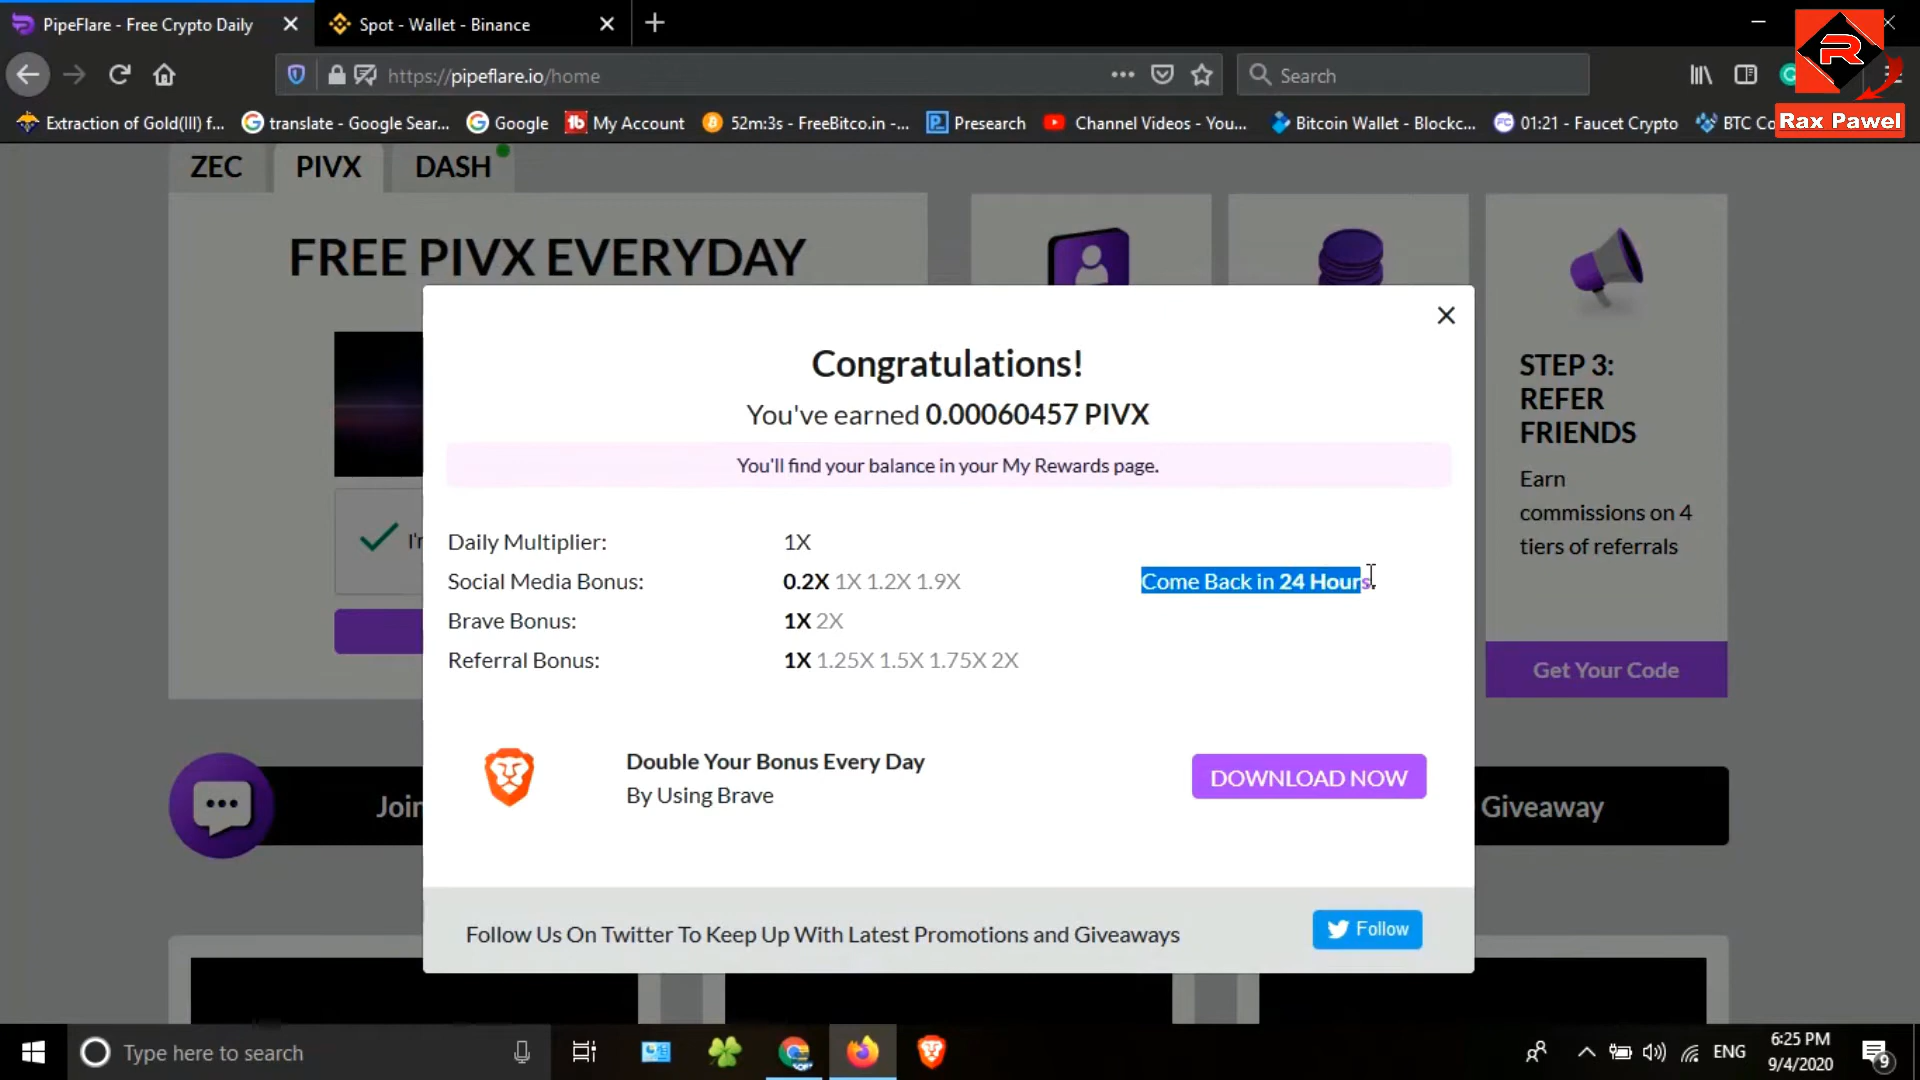 PipeFlare - Free Crypto Daily
Spot - Wallet - Binance
https://pipeflare.io/home
Search
Extraction of Gold(III) f... translate - Google Sear... Google My Account 52m:3s - FreeBitco.in -... Presearch Channel Videos - You... Bitcoin Wallet - Blockc... 01:21 - Faucet Crypto BTC Co
R
Rax Pawel
ZEC PIVX DASH
FREE PIVX EVERYDAY
STEP 3:
REFER
FRIENDS
Earn
commissions on 4
tiers of referrals
Get Your Code
I'
Join
Giveaway
Congratulations!
You've earned 0.00060457 PIVX
You'll find your balance in your My Rewards page.
Daily Multiplier: 1X
Social Media Bonus: 0.2X 1X 1.2X 1.9X
Come Back in 24 Hours.
Brave Bonus: 1X 2X
Referral Bonus: 1X 1.25X 1.5X 1.75X 2X
Double Your Bonus Every Day
By Using Brave
DOWNLOAD NOW
Follow Us On Twitter To Keep Up With Latest Promotions and Giveaways
Follow
Type here to search
ENG
6:25 PM
9/4/2020
9